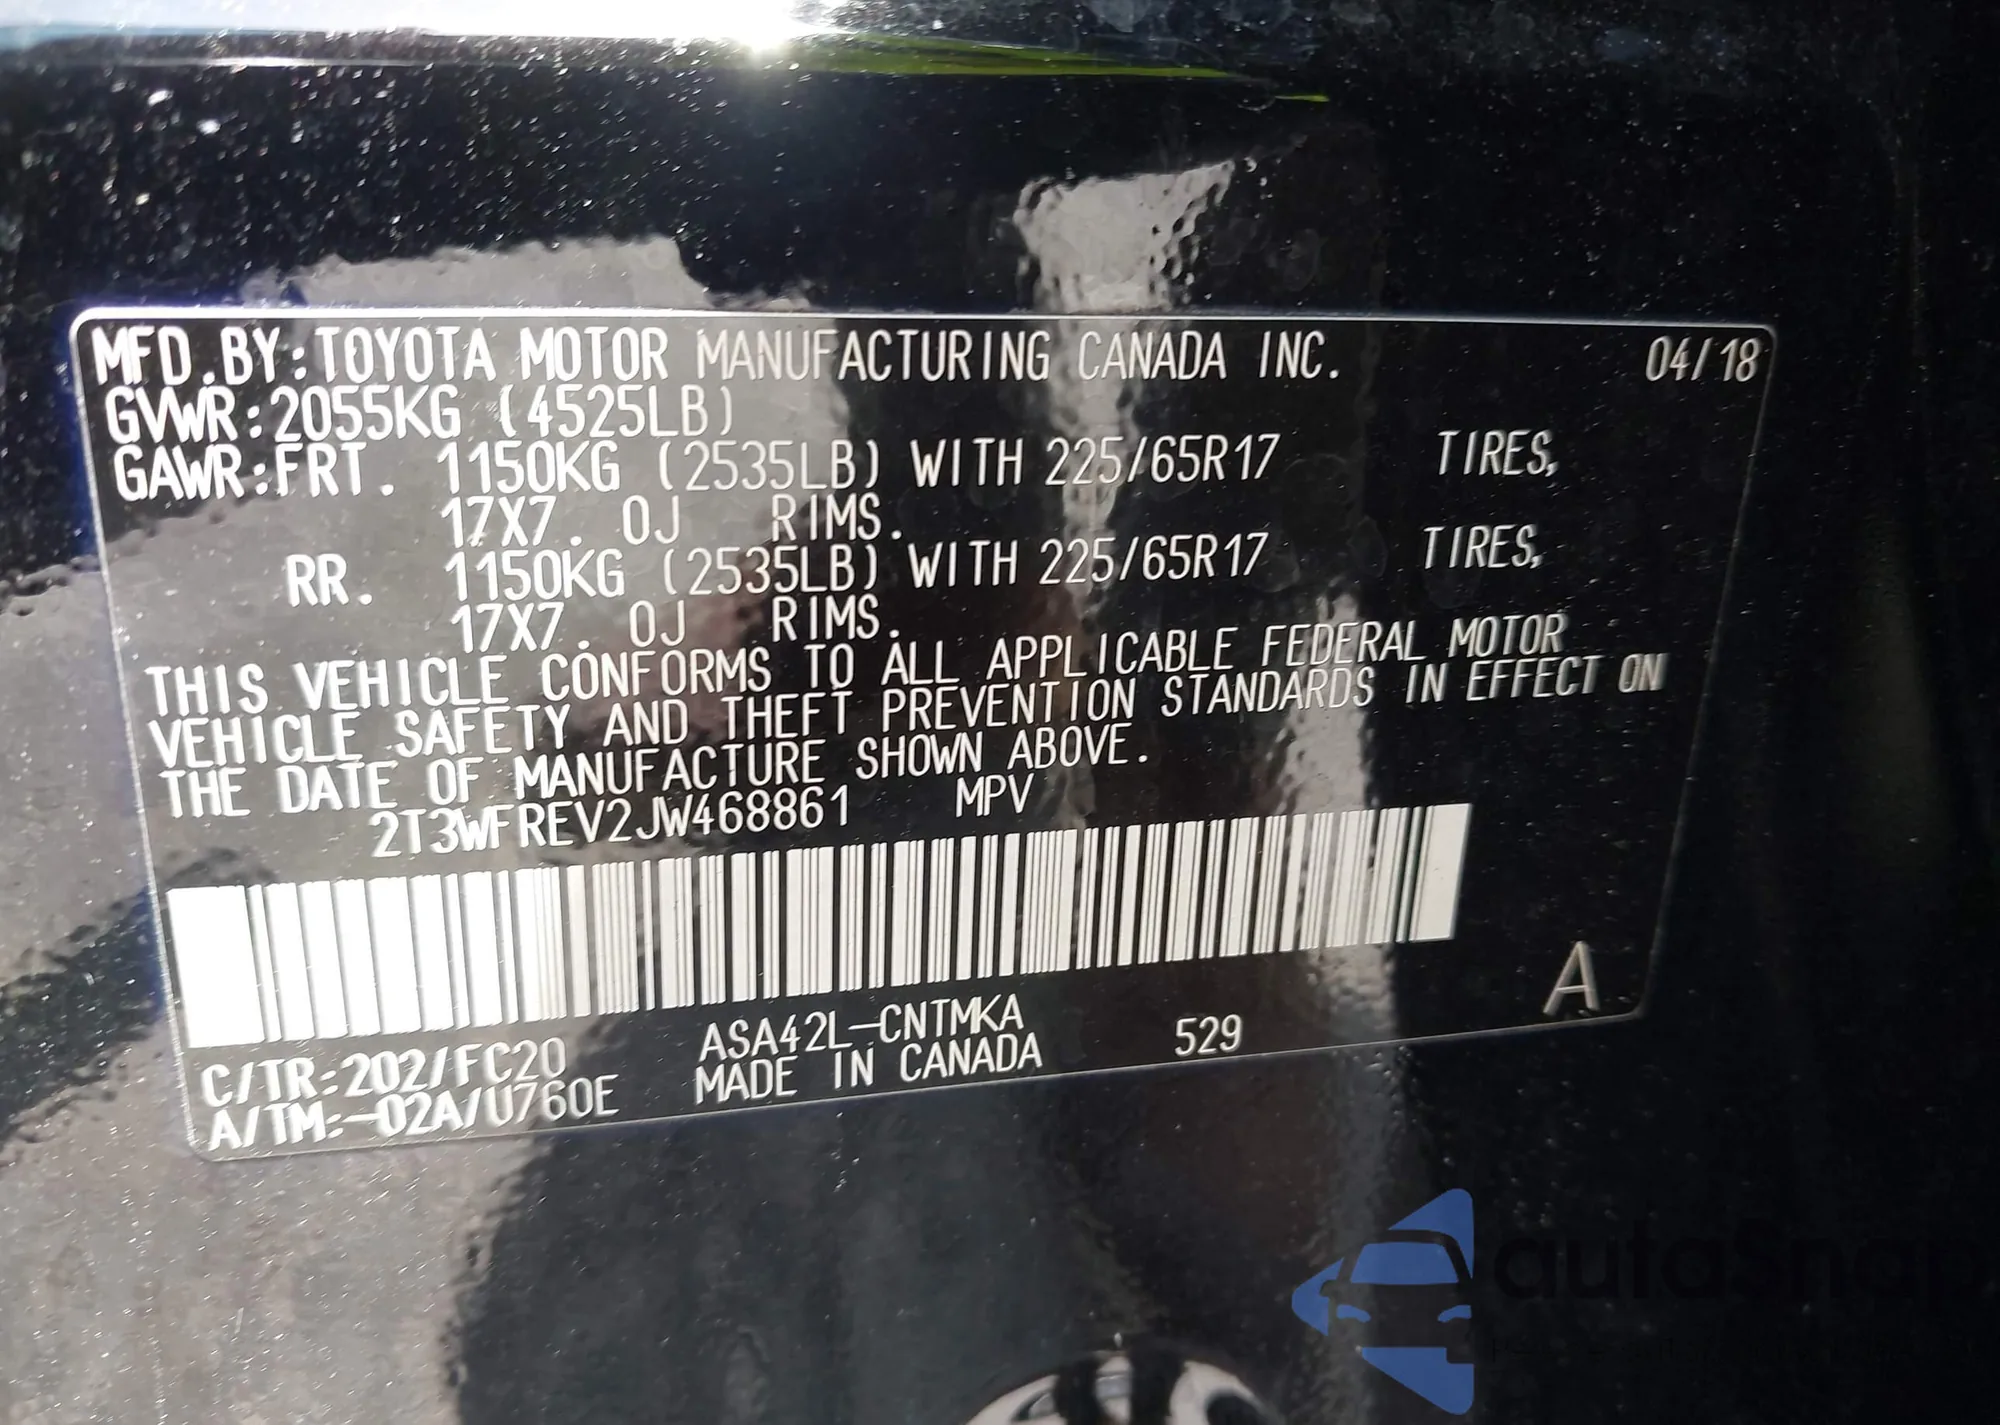 MFD.BY:TOYOTA MOTOR MANUFACTURING CANADA INC. 04/18
GVWR:2055KG (4525LB)
GAWR:FRT. 1150KG (2535LB) WITH 225/65R17 TIRES,
17X7.0J RIMS.
RR. 1150KG (2535LB) WITH 225/65R17 TIRES,
17X7.0J RIMS.
THIS VEHICLE CONFORMS TO ALL APPLICABLE FEDERAL MOTOR
VEHICLE SAFETY AND THEFT PREVENTION STANDARDS IN EFFECT ON
THE DATE OF MANUFACTURE SHOWN ABOVE.
2T3WFREV2JW468861 MPV
A
C/TR:202/FC20 ASA42L-CNTMKA 529
A/TM:-02A/U760E MADE IN CANADA
autoSnap